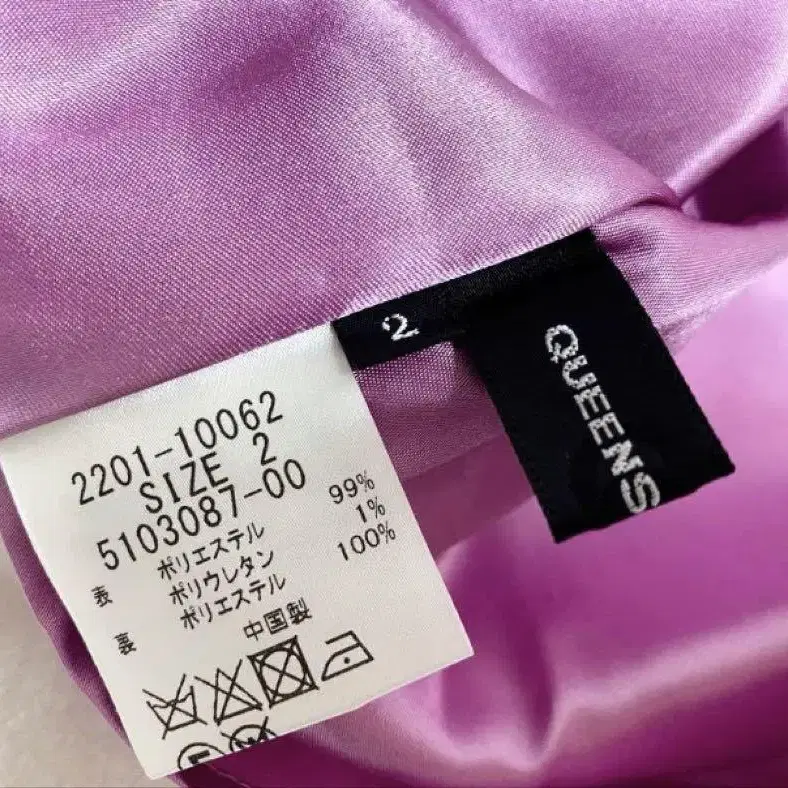 2
QUEENS
2201-10062
SIZE 2
5103087-00
表 ポリエステル 99%
ポリウレタン 1%
裏 ポリエステル 100%
中国製